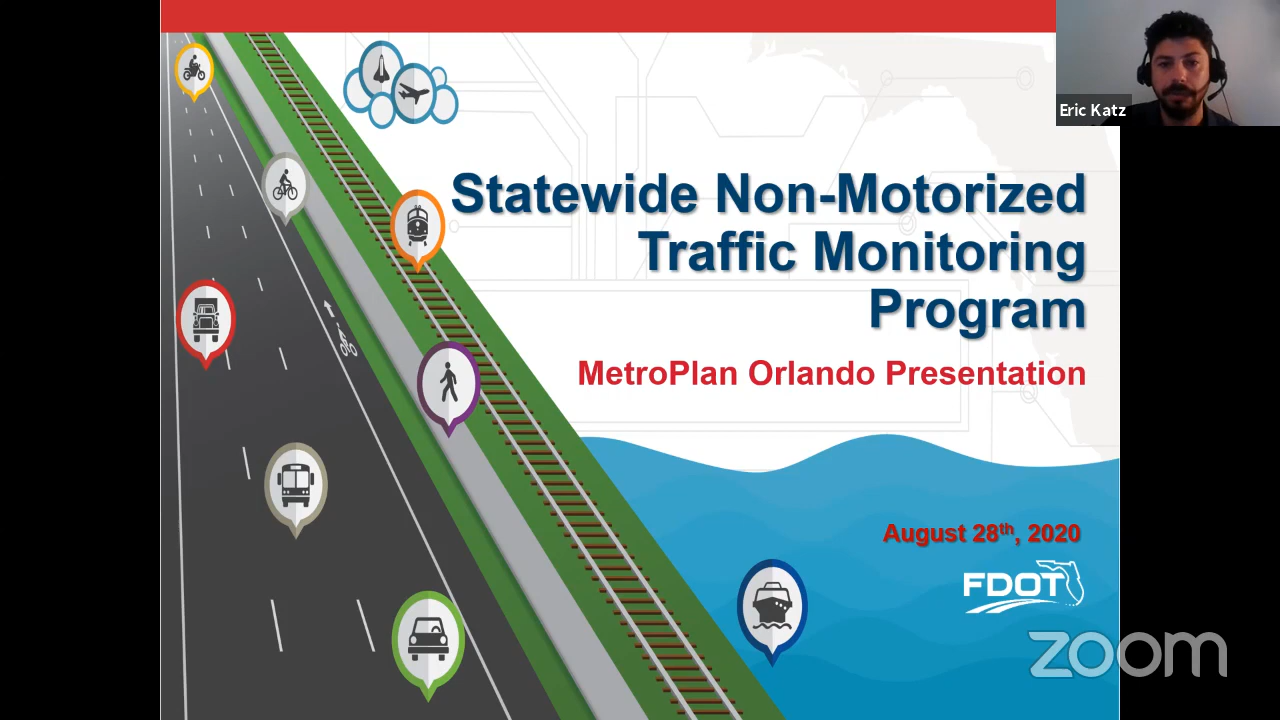 Eric Katz
Statewide Non-Motorized
Traffic Monitoring
Program
MetroPlan Orlando Presentation
August 28th, 2020
FDOT
zoom